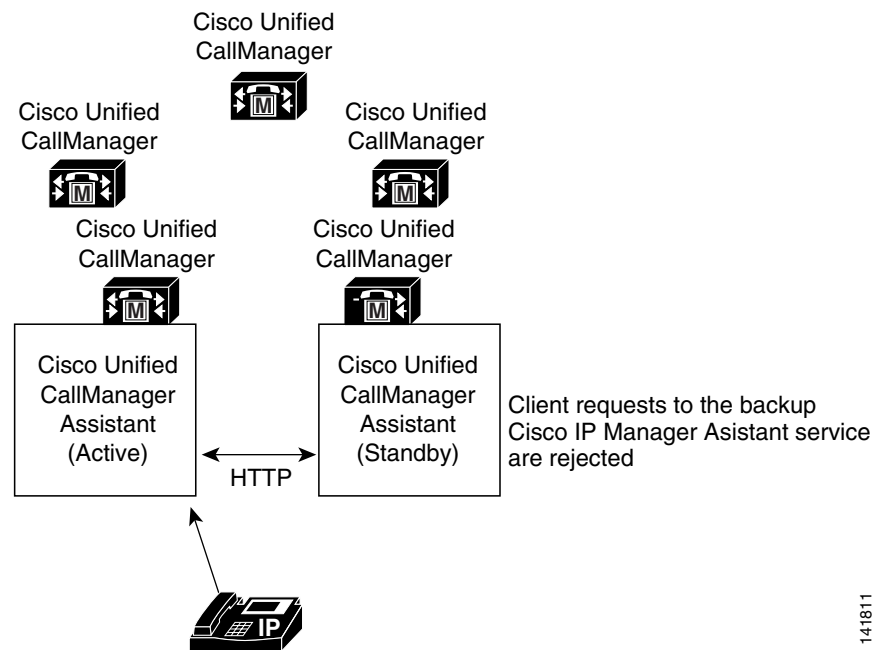 Cisco Unified
CallManager
M
Cisco Unified
CallManager
M
Cisco Unified
CallManager
M
Cisco Unified
CallManager
M
Cisco Unified
CallManager
M
Cisco Unified
CallManager
Assistant
(Active)
HTTP
Cisco Unified
CallManager
Assistant
(Standby)
Client requests to the backup
Cisco IP Manager Asistant service
are rejected
IP
141811